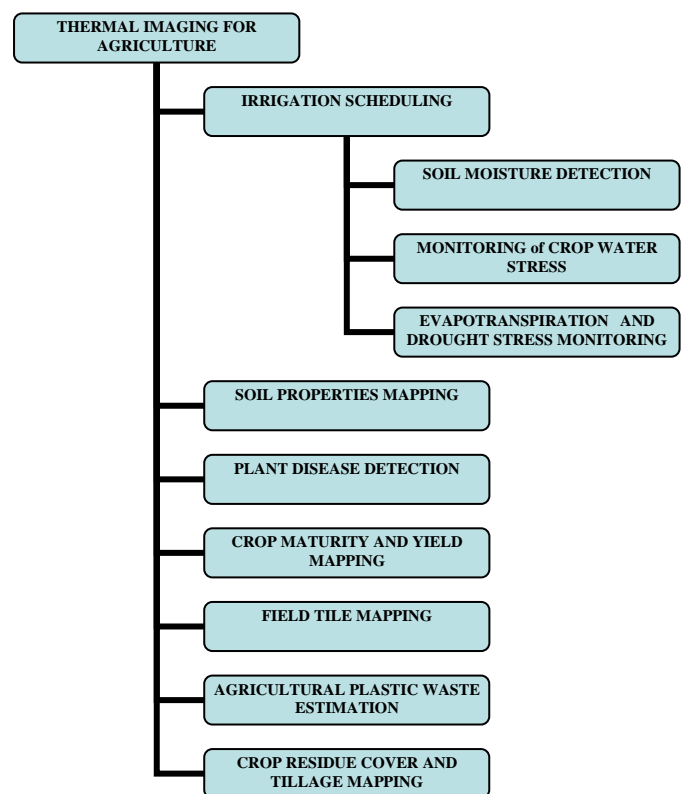 THERMAL IMAGING FOR
AGRICULTURE
IRRIGATION SCHEDULING
SOIL MOISTURE DETECTION
MONITORING of CROP WATER
STRESS
EVAPOTRANSPIRATION AND
DROUGHT STRESS MONITORING
SOIL PROPERTIES MAPPING
PLANT DISEASE DETECTION
CROP MATURITY AND YIELD
MAPPING
FIELD TILE MAPPING
AGRICULTURAL PLASTIC WASTE
ESTIMATION
CROP RESIDUE COVER AND
TILLAGE MAPPING